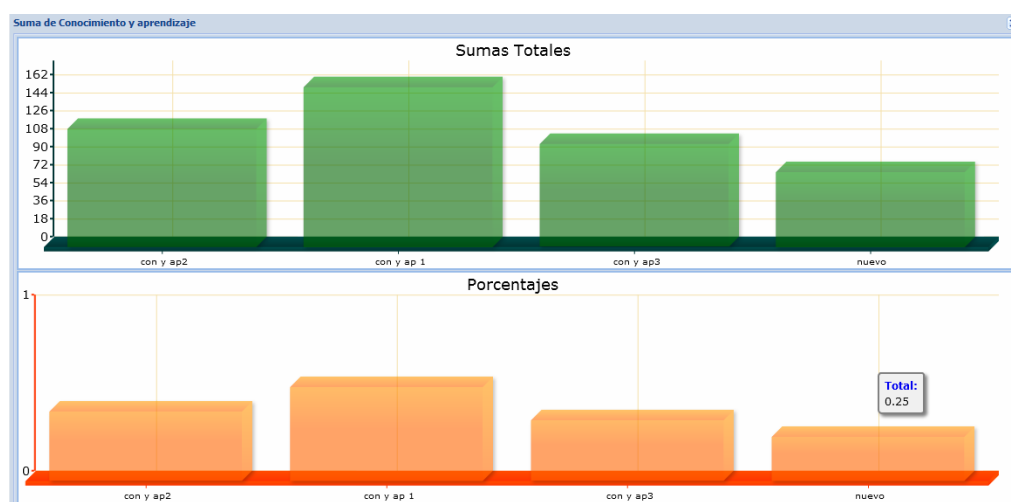 Suma de Conocimiento y aprendizaje
Sumas Totales
162
144
126
108
90
72
54
36
18
0
con y ap2 con y ap 1 con y ap3 nuevo
Porcentajes
1
Total:
0.25
0
con y ap2 con y ap 1 con y ap3 nuevo